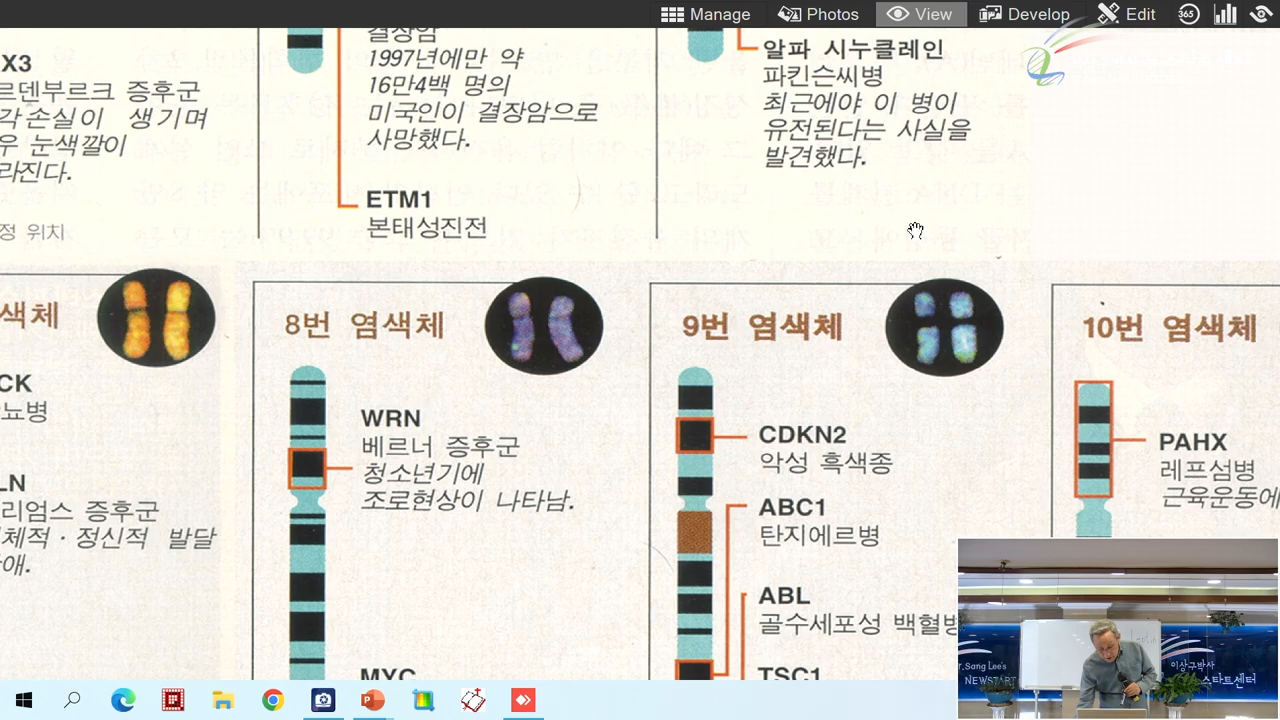 Manage
Photos
View
Develop
Edit
365
X3
르덴부르크 증후군
각손실이 생기며
우 눈색깔이
라진다.
정 위치
결장암
1997년에만 약
16만4백 명의
미국인이 결장암으로
사망했다.
ETM1
본태성진전
알파 시누클레인
파킨슨씨병
최근에야 이 병이
유전된다는 사실을
발견했다.
색체
CK
뇨병
LN
리엄스 증후군
체적·정신적 발달
애.
8번 염색체
WRN
베르너 증후군
청소년기에
조로현상이 나타남.
MYC
9번 염색체
CDKN2
악성 흑색종
ABC1
탄지에르병
ABL
골수세포성 백혈병
TSC1
10번 염색체
PAHX
레프섬병
근육운동에
r.Sang Lee's
NEWSTART
이상구박사
스타트센터